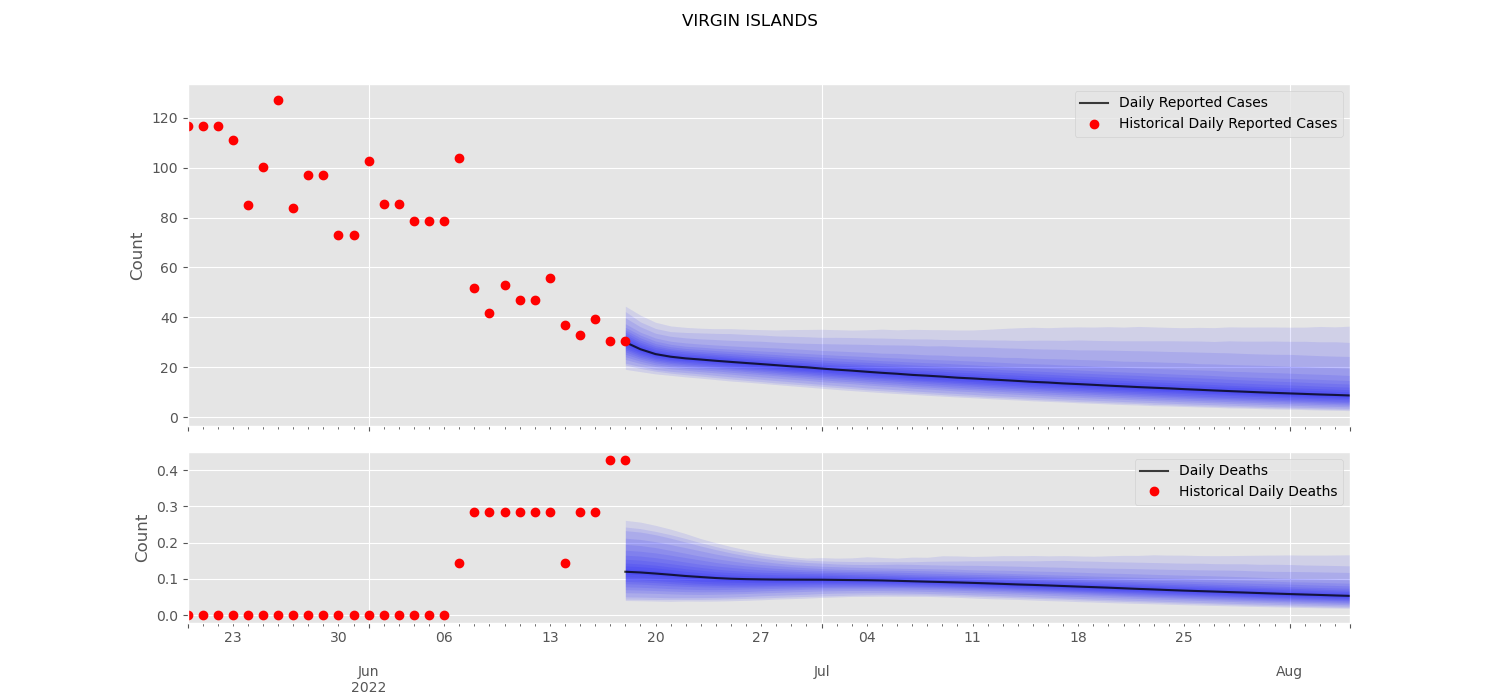 VIRGIN ISLANDS
Daily Reported Cases
Historical Daily Reported Cases
Count
120
100
80
60
40
20
0
Daily Deaths
Historical Daily Deaths
Count
0.4
0.3
0.2
0.1
0.0
23 30 06 13 20 27 04 11 18 25
Jun Jul Aug
2022